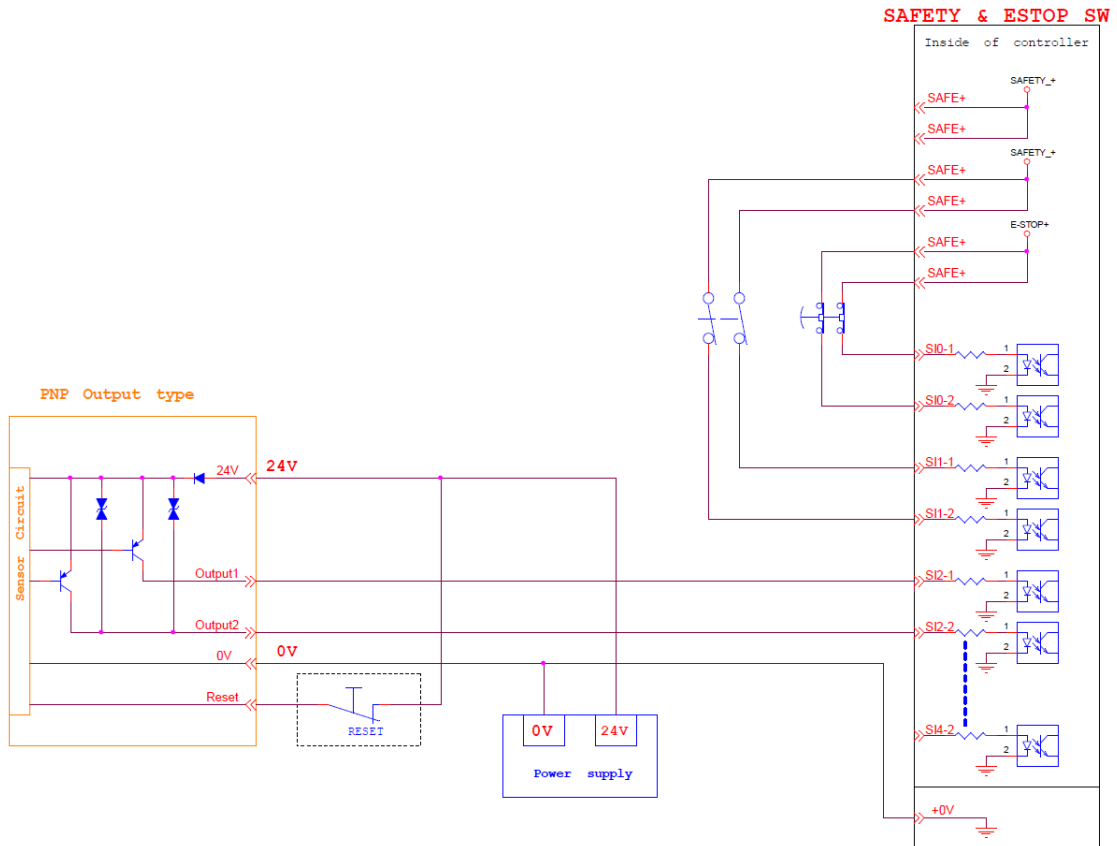 SAFETY & ESTOP SW
Inside of controller
SAFETY_+
SAFE+
SAFE+
SAFETY_+
SAFE+
SAFE+
E-STOP+
SAFE+
SAFE+
SI0-1
1
2
SI0-2
1
2
PNP Output type
SI1-1
1
2
24V
24V
SI1-2
1
2
Sensor Circuit
Output1
SI2-1
1
2
Output2
SI2-2
1
2
0V
0V
Reset
RESET
0V
24V
SI4-2
1
2
Power supply
+0V